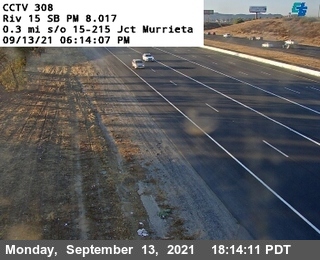 CCTV 308
Riv 15 SB PM 8.017
0.3 mi s/o 15-215 Jct Murrieta
09/13/21 06:14:07 PM
Monday, September 13, 2021 18:14:11 PDT